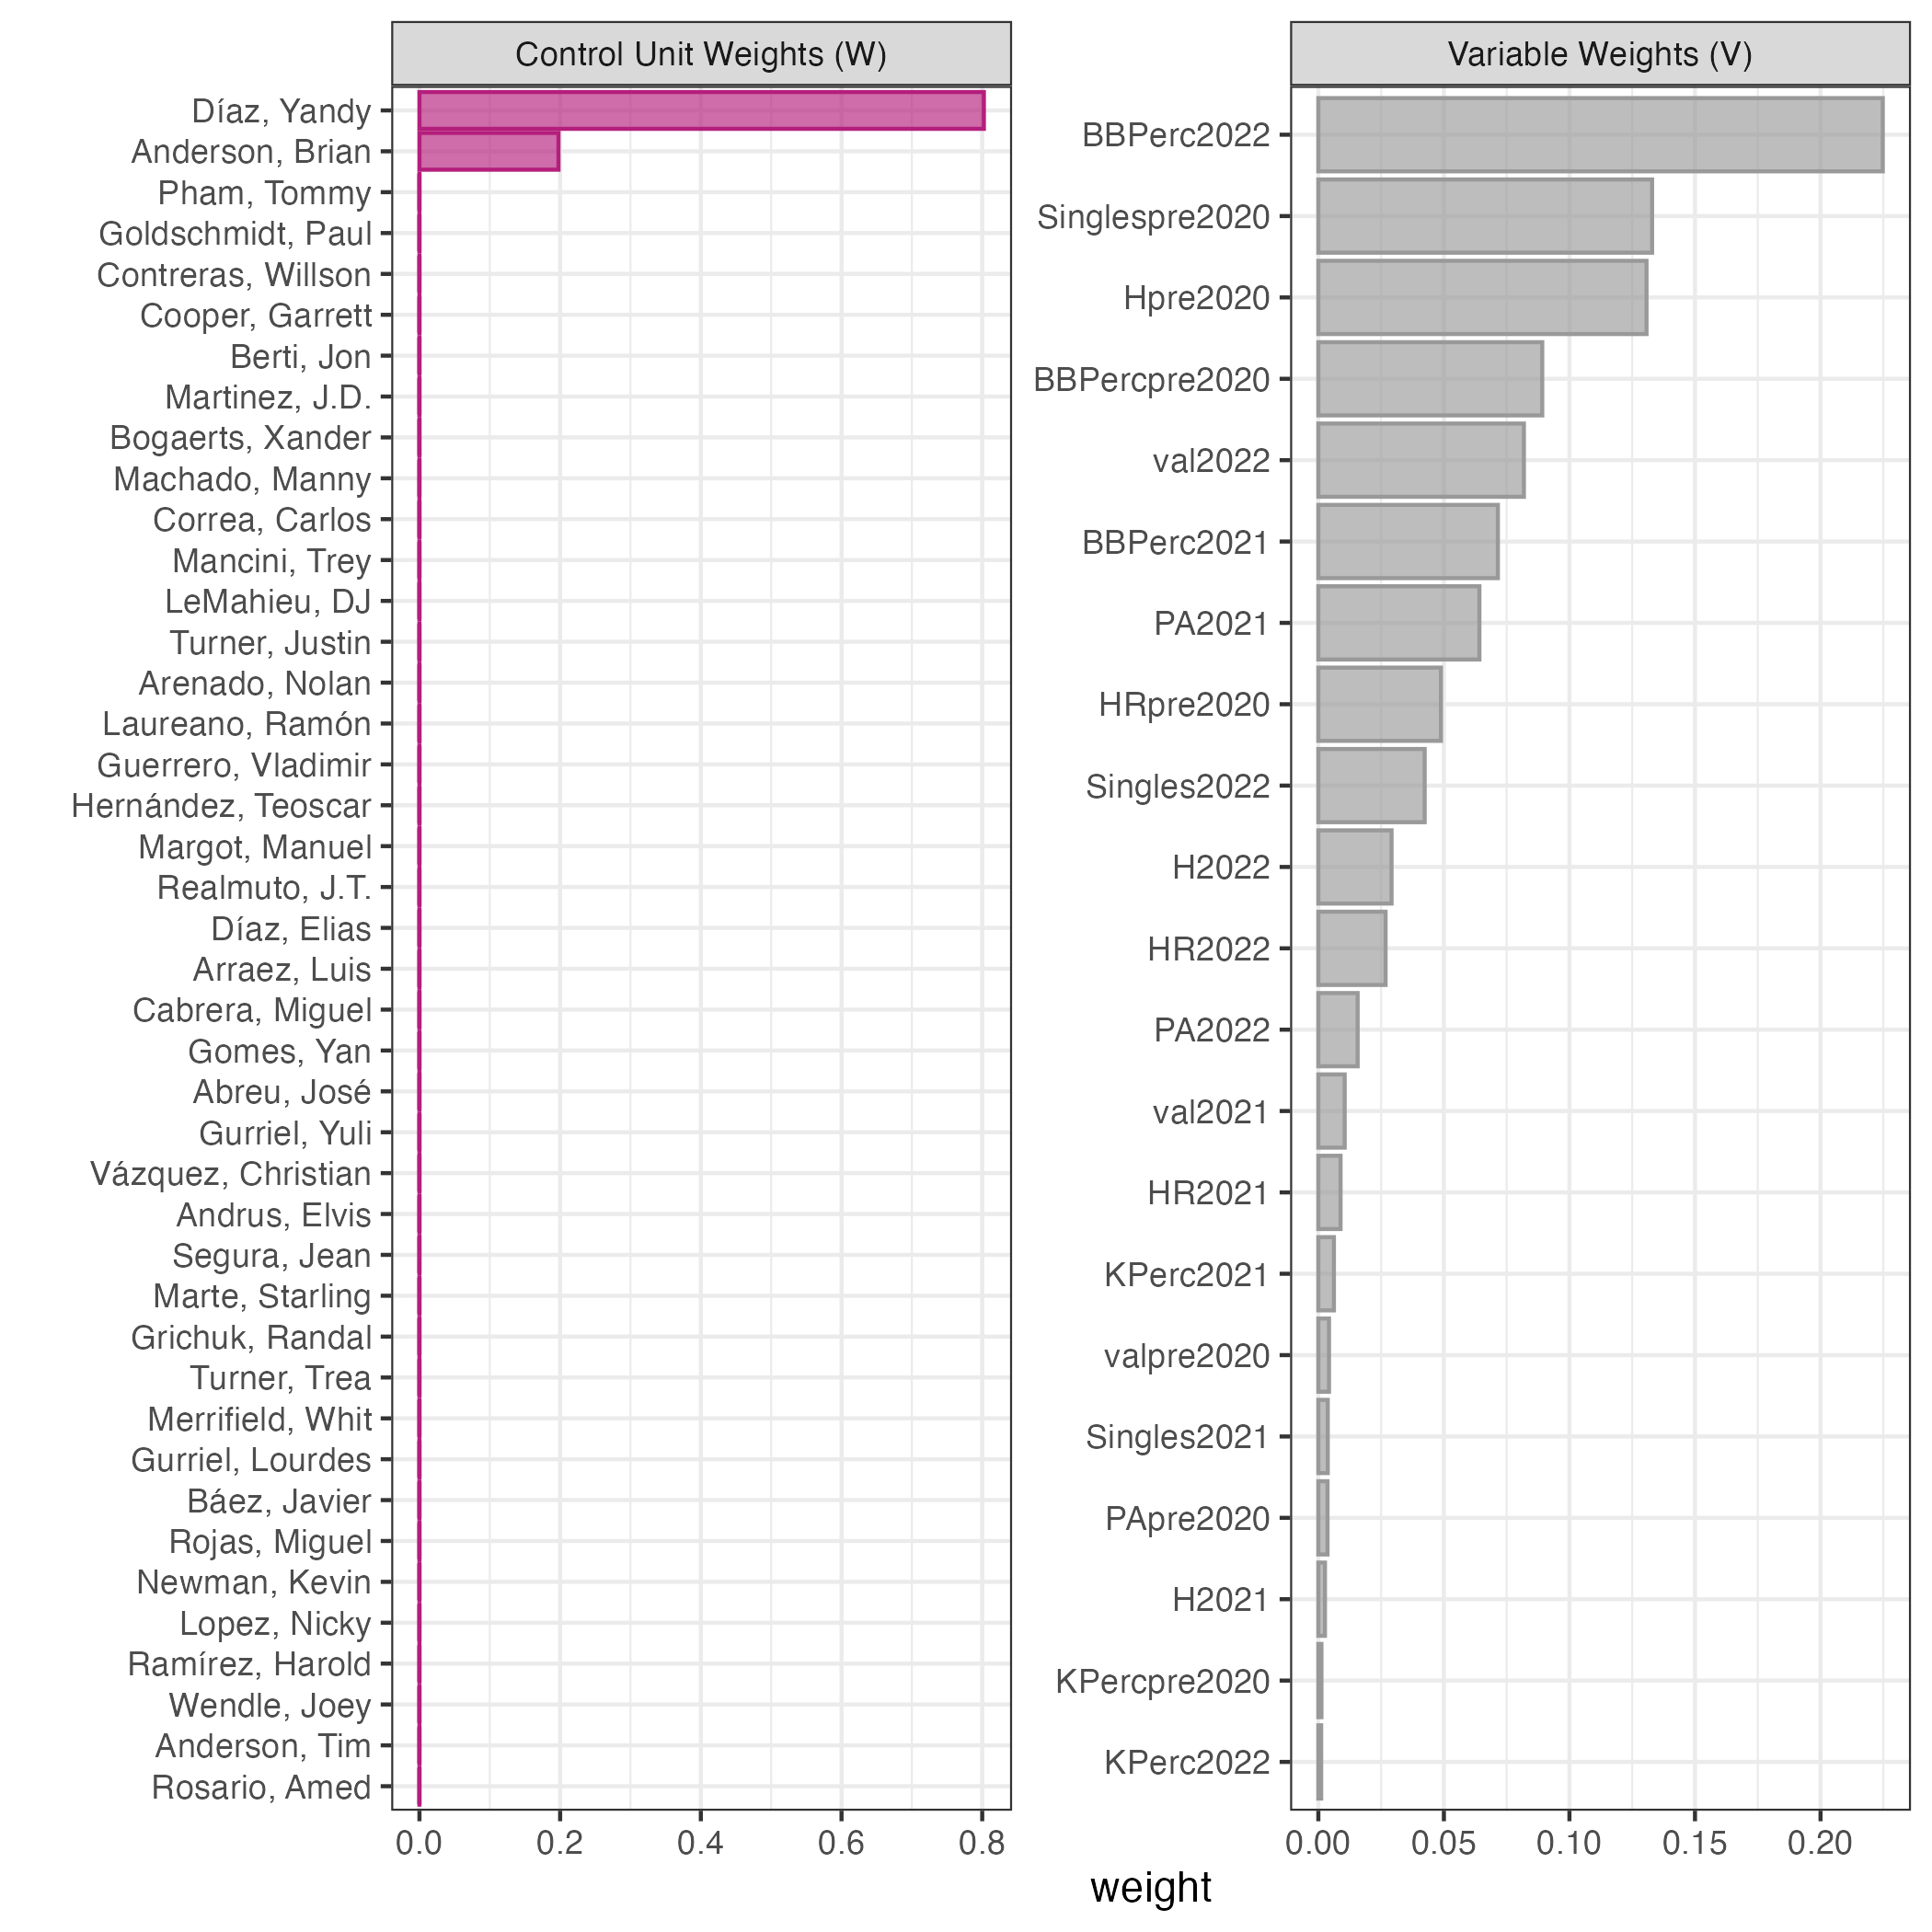 Control Unit Weights (W)
Díaz, Yandy
Anderson, Brian
Pham, Tommy
Goldschmidt, Paul
Contreras, Willson
Cooper, Garrett
Berti, Jon
Martinez, J.D.
Bogaerts, Xander
Machado, Manny
Correa, Carlos
Mancini, Trey
LeMahieu, DJ
Turner, Justin
Arenado, Nolan
Laureano, Ramón
Guerrero, Vladimir
Hernández, Teoscar
Margot, Manuel
Realmuto, J.T.
Díaz, Elias
Arraez, Luis
Cabrera, Miguel
Gomes, Yan
Abreu, José
Gurriel, Yuli
Vázquez, Christian
Andrus, Elvis
Segura, Jean
Marte, Starling
Grichuk, Randal
Turner, Trea
Merrifield, Whit
Gurriel, Lourdes
Báez, Javier
Rojas, Miguel
Newman, Kevin
Lopez, Nicky
Ramírez, Harold
Wendle, Joey
Anderson, Tim
Rosario, Amed
0.0 0.2 0.4 0.6 0.8
Variable Weights (V)
BBPerc2022
Singlespre2020
Hpre2020
BBPercpre2020
val2022
BBPerc2021
PA2021
HRpre2020
Singles2022
H2022
HR2022
PA2022
val2021
HR2021
KPerc2021
valpre2020
Singles2021
PApre2020
H2021
KPercpre2020
KPerc2022
0.00 0.05 0.10 0.15 0.20
weight